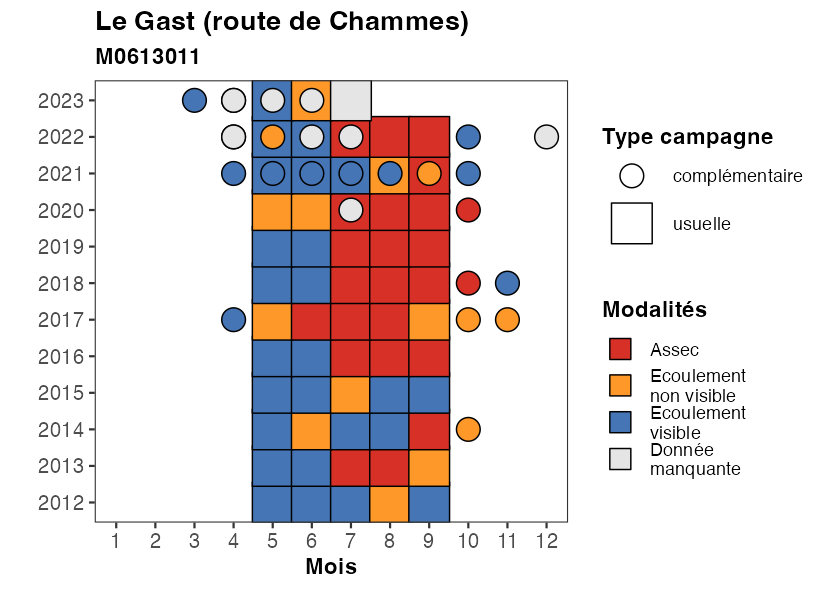 Le Gast (route de Chammes)
M0613011
2023
2022
2021
2020
2019
2018
2017
2016
2015
2014
2013
2012
1 2 3 4 5 6 7 8 9 10 11 12
Mois
Type campagne
complémentaire
usuelle
Modalités
Assec
Ecoulement
non visible
Ecoulement
visible
Donnée
manquante